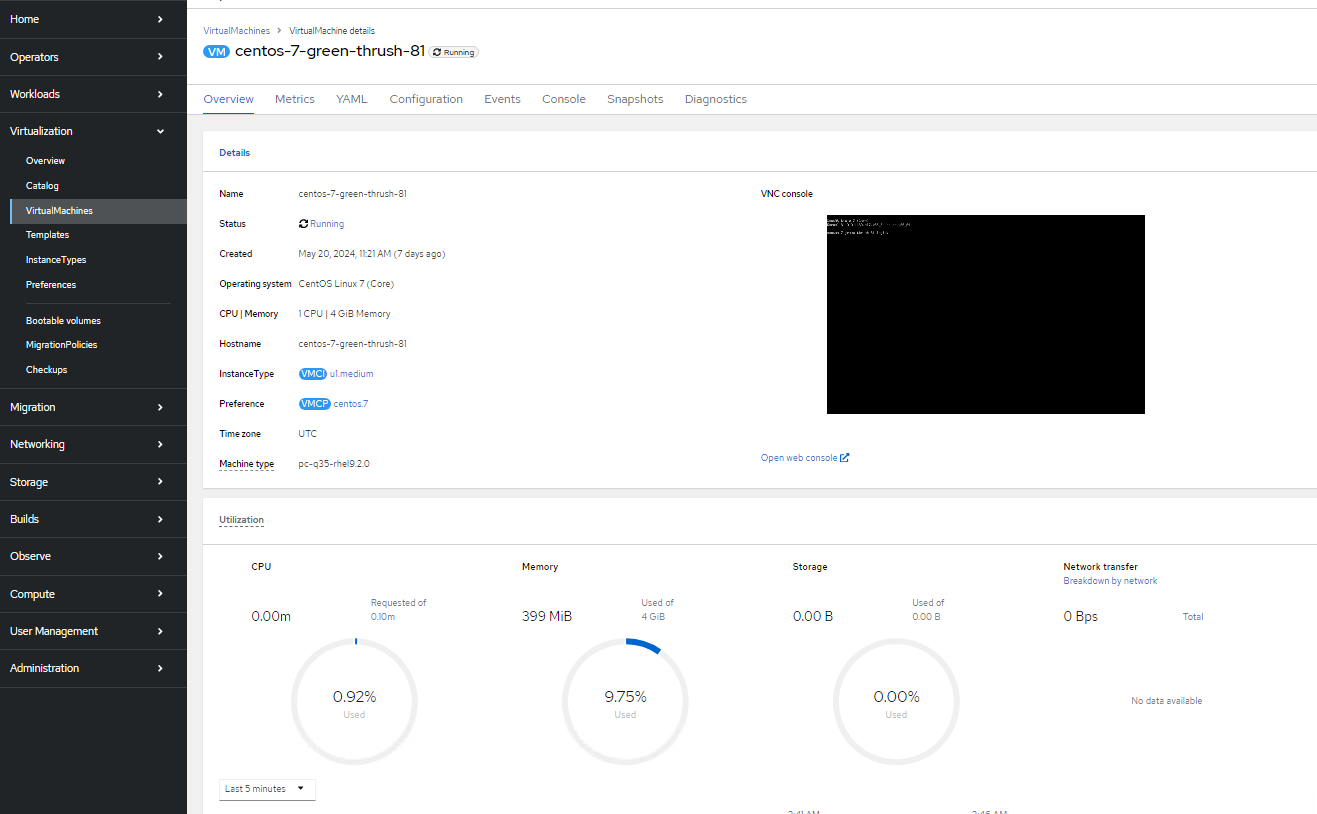 Home
Operators
Workloads
Virtualization
Overview
Catalog
VirtualMachines
Templates
InstanceTypes
Preferences
Bootable volumes
MigrationPolicies
Checkups
Migration
Networking
Storage
Builds
Observe
Compute
User Management
Administration
VirtualMachines > VirtualMachine details
VM centos-7-green-thrush-81 Running
Overview Metrics YAML Configuration Events Console Snapshots Diagnostics
Details
Name centos-7-green-thrush-81
Status Running
Created May 20, 2024, 11:21 AM (7 days ago)
Operating system CentOS Linux 7 (Core)
CPU | Memory 1 CPU | 4 GiB Memory
Hostname centos-7-green-thrush-81
InstanceType VMCI u1.medium
Preference VMCP centos.7
Time zone UTC
Machine type pc-q35-rhel9.2.0
VNC console
Open web console
Utilization
CPU
0.00m
Requested of
0.10m
0.92%
Used
Memory
399 MiB
Used of
4 GiB
9.75%
Used
Storage
0.00 B
Used of
0.00 B
0.00%
Used
Network transfer
Breakdown by network
0 Bps
Total
No data available
Last 5 minutes